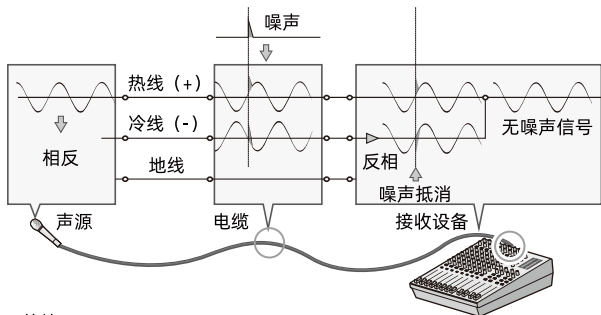 噪声
热线（+）
冷线（-）
相反
反相
无噪声信号
地线
噪声抵消
声源
电缆
接收设备